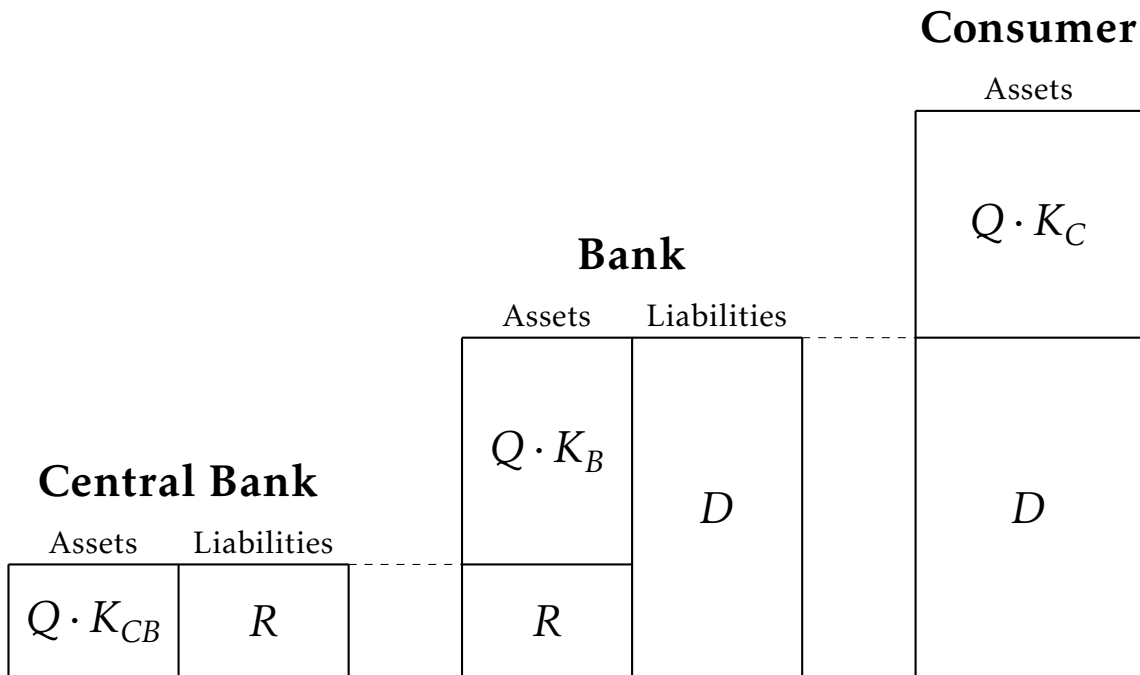 Consumer
Assets
Q · K_C
Bank
Assets Liabilities
Q · K_B
D
D
Central Bank
Assets Liabilities
Q · K_CB
R
R